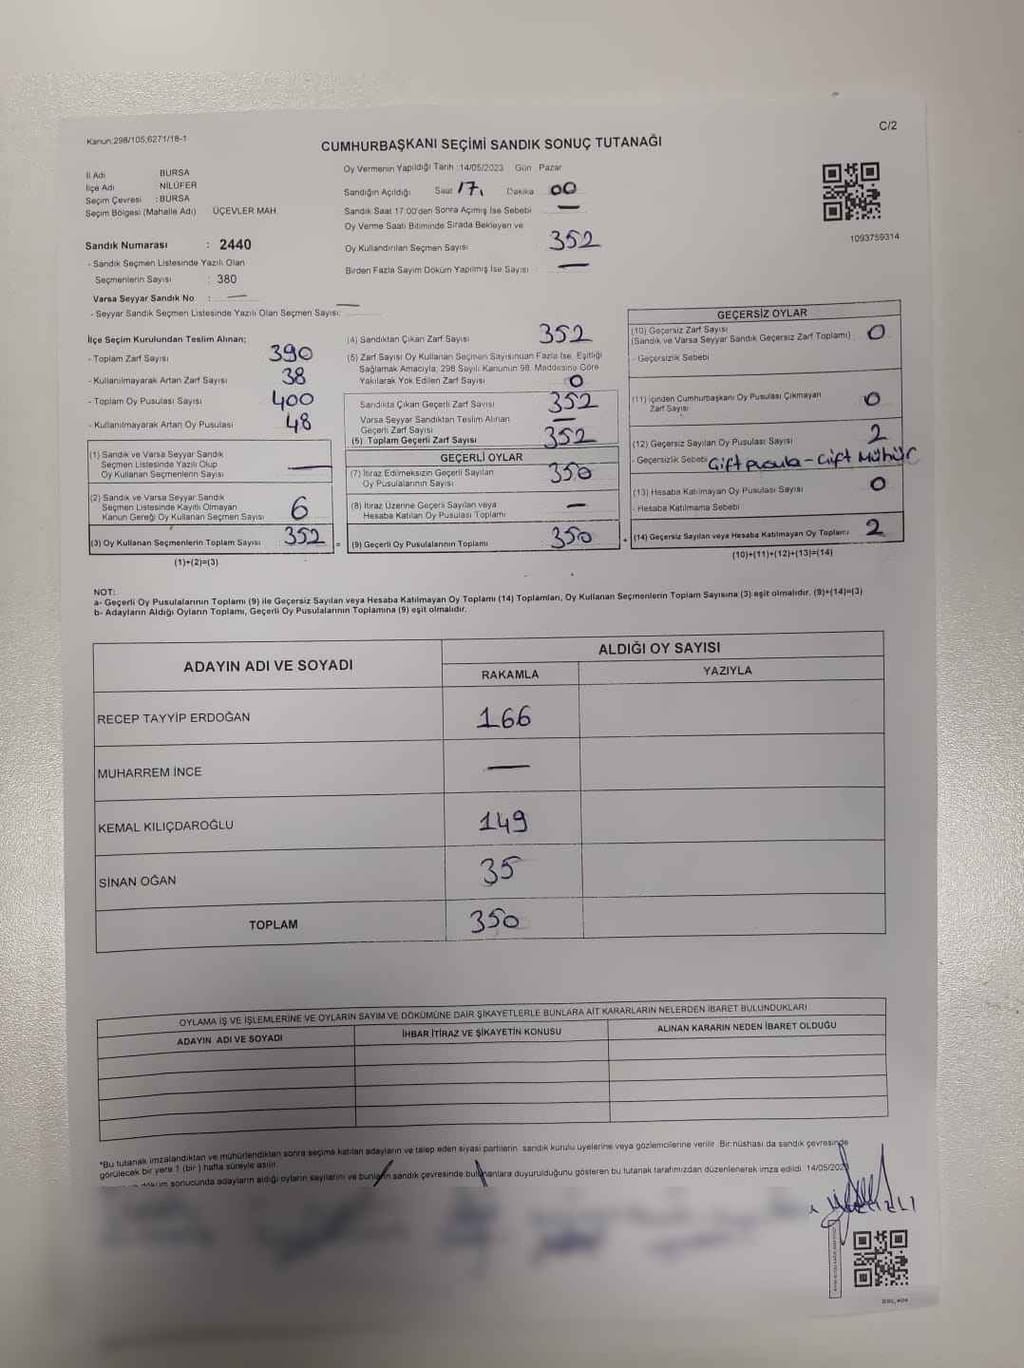 Kanun:298/105;6271/18-1
C/2
CUMHURBAŞKANI SEÇİMİ SANDIK SONUÇ TUTANAĞI
İl Adı BURSA
İlçe Adı NİLÜFER
Seçim Çevresi :BURSA
Seçim Bölgesi (Mahalle Adı) ÜÇEVLER MAH.
Sandık Numarası : 2440
- Sandık Seçmen Listesinde Yazılı Olan
Seçmenlerin Sayısı : 380
Varsa Seyyar Sandık No : —
- Seyyar Sandık Seçmen Listesinde Yazılı Olan Seçmen Sayısı: —
Oy Vermenin Yapıldığı Tarih :14/05/2023 Gün Pazar
Sandığın Açıldığı Saat 17 Dakika 00
Sandık Saat 17.00'den Sonra Açımış İse Sebebi —
Oy Verme Saati Bitiminde Sırada Bekleyen ve
Oy Kullandırılan Seçmen Sayısı 352
Birden Fazla Sayım Döküm Yapılmış İse Sayısı —
1093759314
İlçe Seçim Kurulundan Teslim Alınan;
- Toplam Zarf Sayısı 390
- Kullanılmayarak Artan Zarf Sayısı 38
- Toplam Oy Pusulası Sayısı 400
- Kullanılmayarak Artan Oy Pusulası 48
(1) Sandık ve Varsa Seyyar Sandık
Seçmen Listesinde Yazılı Olup
Oy Kullanan Seçmenlerin Sayısı —
(2) Sandık ve Varsa Seyyar Sandık
Seçmen Listesinde Kayıtlı Olmayan
Kanun Gereği Oy Kullanan Seçmen Sayısı 6
(3) Oy Kullanan Seçmenlerin Toplam Sayısı 352 =
(1)+(2)=(3)
(4) Sandıktan Çıkan Zarf Sayısı 352
(5) Zarf Sayısı Oy Kullanan Seçmen Sayısından Fazla İse, Eşitliği
Sağlamak Amacıyla; 298 Sayılı Kanunun 98. Maddesine Göre
Yakılarak Yok Edilen Zarf Sayısı 0
Sandıkta Çıkan Geçerli Zarf Sayısı 352
Varsa Seyyar Sandıktan Teslim Alınan
Geçerli Zarf Sayısı —
(6) Toplam Geçerli Zarf Sayısı 352
GEÇERLİ OYLAR
(7) İtiraz Edilmeksizin Geçerli Sayılan
Oy Pusulalarının Sayısı 350
(8) İtiraz Üzerine Geçerli Sayılan veya
Hesaba Katılan Oy Pusulası Toplamı —
(9) Geçerli Oy Pusulalarının Toplamı 350 +
GEÇERSİZ OYLAR
(10) Geçersiz Zarf Sayısı
(Sandık ve Varsa Seyyar Sandık Geçersiz Zarf Toplamı) 0
- Geçersizlik Sebebi
(11) İçinden Cumhurbaşkanı Oy Pusulası Çıkmayan
Zarf Sayısı 0
(12) Geçersiz Sayılan Oy Pusulası Sayısı 2
- Geçersizlik Sebebi Çift pusula - Çift Mühür
(13) Hesaba Katılmayan Oy Pusulası Sayısı 0
- Hesaba Katılmama Sebebi
(14) Geçersiz Sayılan veya Hesaba Katılmayan Oy Toplamı 2
(10)+(11)+(12)+(13)=(14)
NOT:
a- Geçerli Oy Pusulalarının Toplamı (9) ile Geçersiz Sayılan veya Hesaba Katılmayan Oy Toplamı (14) Toplamları, Oy Kullanan Seçmenlerin Toplam Sayısına (3) eşit olmalıdır. (9)+(14)=(3)
b- Adayların Aldığı Oyların Toplamı, Geçerli Oy Pusulalarının Toplamına (9) eşit olmalıdır.
ADAYIN ADI VE SOYADI
ALDIĞI OY SAYISI
RAKAMLA YAZIYLA
RECEP TAYYİP ERDOĞAN 166
MUHARREM İNCE —
KEMAL KILIÇDAROĞLU 149
SİNAN OĞAN 35
TOPLAM 350
OYLAMA İŞ VE İŞLEMLERİNE VE OYLARIN SAYIM VE DÖKÜMÜNE DAİR ŞİKAYETLERLE BUNLARA AİT KARARLARIN NELERDEN İBARET BULUNDUKLARI
ADAYIN ADI VE SOYADI İHBAR İTİRAZ VE ŞİKAYETİN KONUSU ALINAN KARARIN NEDEN İBARET OLDUĞU
*Bu tutanak imzalandıktan ve mühürlendikten sonra seçime katılan adayların ve talep eden siyasi partilerin sandık kurulu üyelerine veya gözlemcilerine verilir. Bir nüshası da sandık çevresinde
görülecek bir yere 1 (bir) hafta süreyle asılır.
döküm sonucunda adayların aldığı oyların sayılarını ve bunların sandık çevresinde bulunanlara duyurulduğunu gösteren bu tutanak tarafımızdan düzenlenerek imza edildi. 14/05/2023